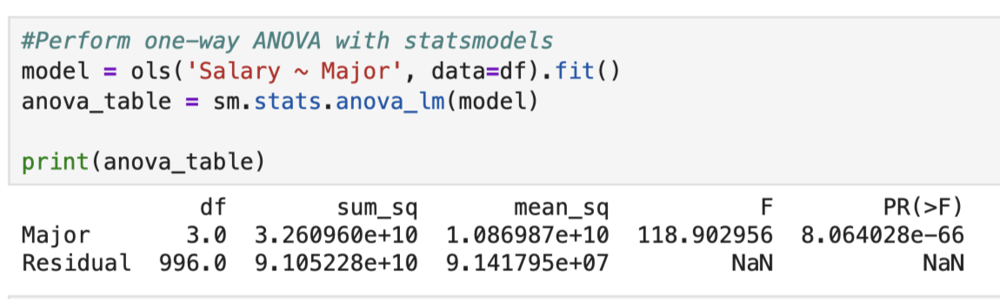 #Perform one-way ANOVA with statsmodels
model = ols('Salary ~ Major', data=df).fit()
anova_table = sm.stats.anova_lm(model)
print(anova_table)
df sum_sq mean_sq F PR(>F)
Major 3.0 3.260960e+10 1.086987e+10 118.902956 8.064028e-66
Residual 996.0 9.105228e+10 9.141795e+07 NaN NaN